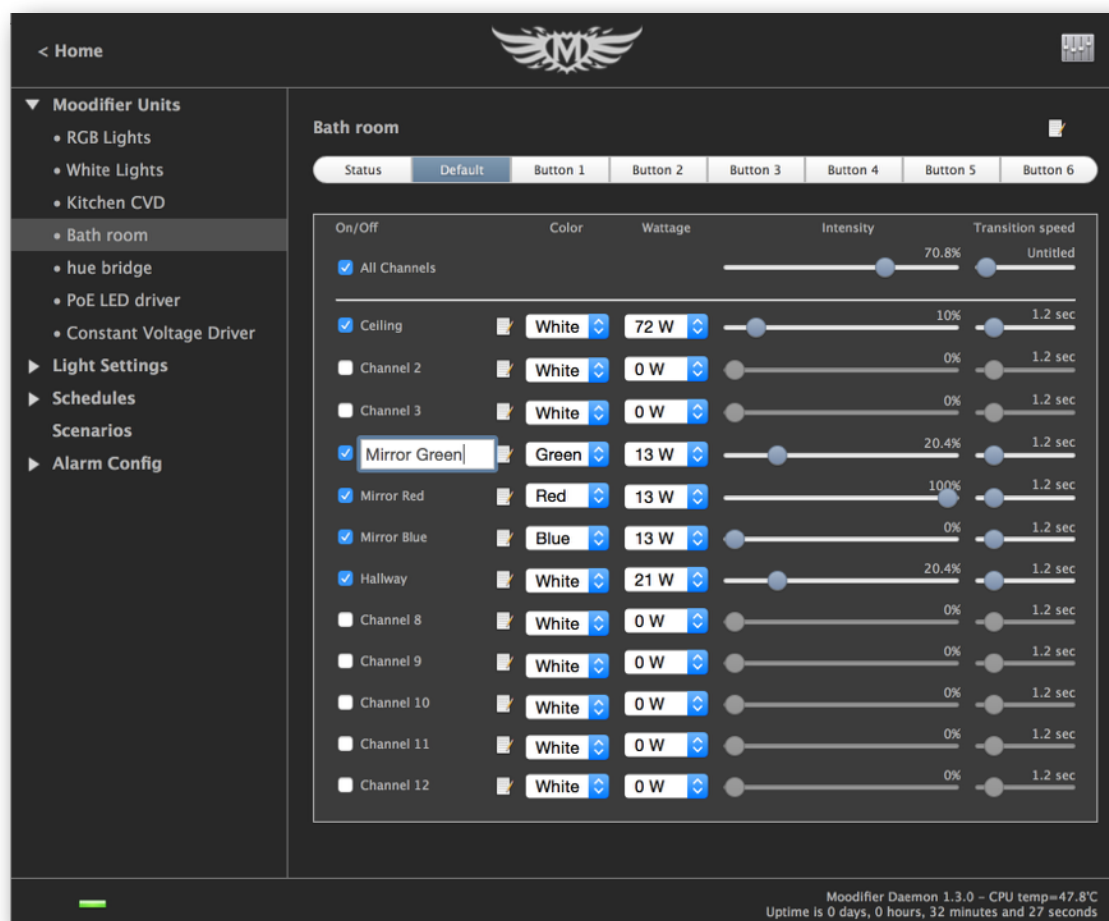 < Home
M
Moodifier Units
• RGB Lights
• White Lights
• Kitchen CVD
• Bath room
• hue bridge
• PoE LED driver
• Constant Voltage Driver
Light Settings
Schedules
Scenarios
Alarm Config
Bath room
Status Default Button 1 Button 2 Button 3 Button 4 Button 5 Button 6
On/Off Color Wattage Intensity Transition speed
All Channels 70.8% Untitled
Ceiling White 72 W 10% 1.2 sec
Channel 2 White 0 W 0% 1.2 sec
Channel 3 White 0 W 0% 1.2 sec
Mirror Green Green 13 W 20.4% 1.2 sec
Mirror Red Red 13 W 100% 1.2 sec
Mirror Blue Blue 13 W 0% 1.2 sec
Hallway White 21 W 20.4% 1.2 sec
Channel 8 White 0 W 0% 1.2 sec
Channel 9 White 0 W 0% 1.2 sec
Channel 10 White 0 W 0% 1.2 sec
Channel 11 White 0 W 0% 1.2 sec
Channel 12 White 0 W 0% 1.2 sec
Moodifier Daemon 1.3.0 – CPU temp=47.8'C
Uptime is 0 days, 0 hours, 32 minutes and 27 seconds